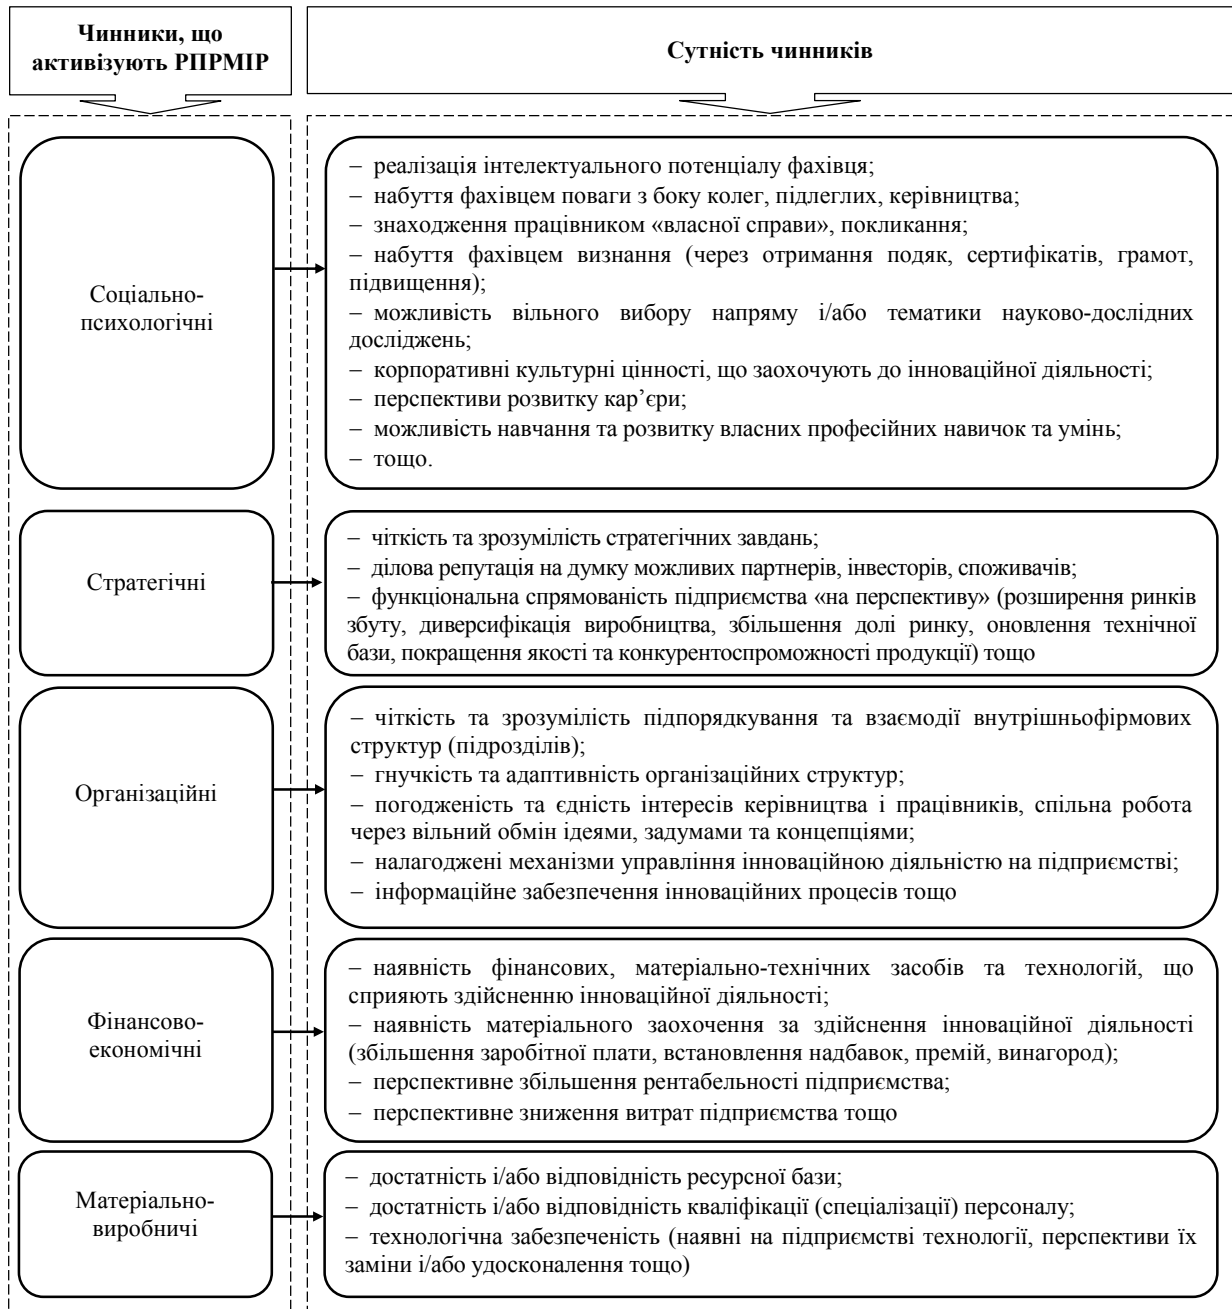 Чинники, що
активізують РПРМІР
Сутність чинників
Соціально-
психологічні
– реалізація інтелектуального потенціалу фахівця;
– набуття фахівцем поваги з боку колег, підлеглих, керівництва;
– знаходження працівником «власної справи», покликання;
– набуття фахівцем визнання (через отримання подяк, сертифікатів, грамот,
підвищення);
– можливість вільного вибору напряму і/або тематики науково-дослідних
досліджень;
– корпоративні культурні цінності, що заохочують до інноваційної діяльності;
– перспективи розвитку кар’єри;
– можливість навчання та розвитку власних професійних навичок та умінь;
– тощо.
Стратегічні
– чіткість та зрозумілість стратегічних завдань;
– ділова репутація на думку можливих партнерів, інвесторів, споживачів;
– функціональна спрямованість підприємства «на перспективу» (розширення ринків
збуту, диверсифікація виробництва, збільшення долі ринку, оновлення технічної
бази, покращення якості та конкурентоспроможності продукції) тощо
Організаційні
– чіткість та зрозумілість підпорядкування та взаємодії внутрішньофірмових
структур (підрозділів);
– гнучкість та адаптивність організаційних структур;
– погодженість та єдність інтересів керівництва і працівників, спільна робота
через вільний обмін ідеями, задумами та концепціями;
– налагоджені механізми управління інноваційною діяльністю на підприємстві;
– інформаційне забезпечення інноваційних процесів тощо
Фінансово-
економічні
– наявність фінансових, матеріально-технічних засобів та технологій, що
сприяють здійсненню інноваційної діяльності;
– наявність матеріального заохочення за здійснення інноваційної діяльності
(збільшення заробітної плати, встановлення надбавок, премій, винагород);
– перспективне збільшення рентабельності підприємства;
– перспективне зниження витрат підприємства тощо
Матеріально-
виробничі
– достатність і/або відповідність ресурсної бази;
– достатність і/або відповідність кваліфікації (спеціалізації) персоналу;
– технологічна забезпеченість (наявні на підприємстві технології, перспективи їх
заміни і/або удосконалення тощо)